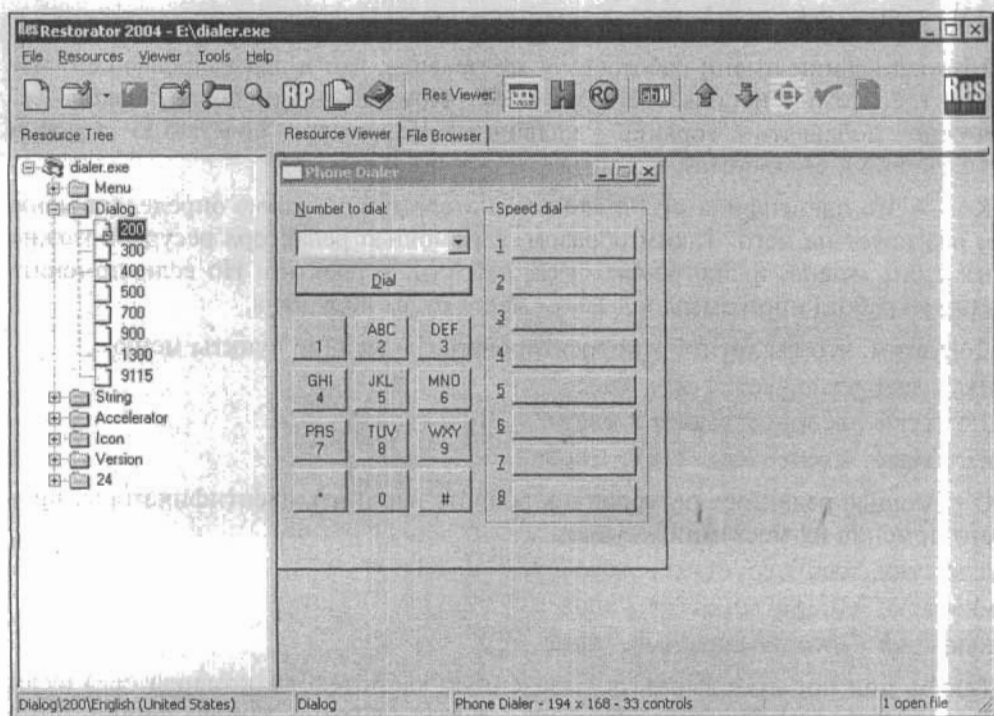 Res Restorator 2004 - E:\dialer.exe
File Resources Viewer Tools Help
RP Res Viewer: H RC Res
Resource Tree
Resource Viewer File Browser
dialer.exe
Menu
Dialog
200
300
400
500
700
900
1300
9115
String
Accelerator
Icon
Version
24
Phone Dialer
Number to dial:
Dial
1
ABC 2
DEF 3
GHI 4
JKL 5
MNO 6
PRS 7
TUV 8
WXY 9
*
0
#
Speed dial
1
2
3
4
5
6
7
8
Dialog\200\English (United States) Dialog Phone Dialer - 194 x 168 - 33 controls 1 open file